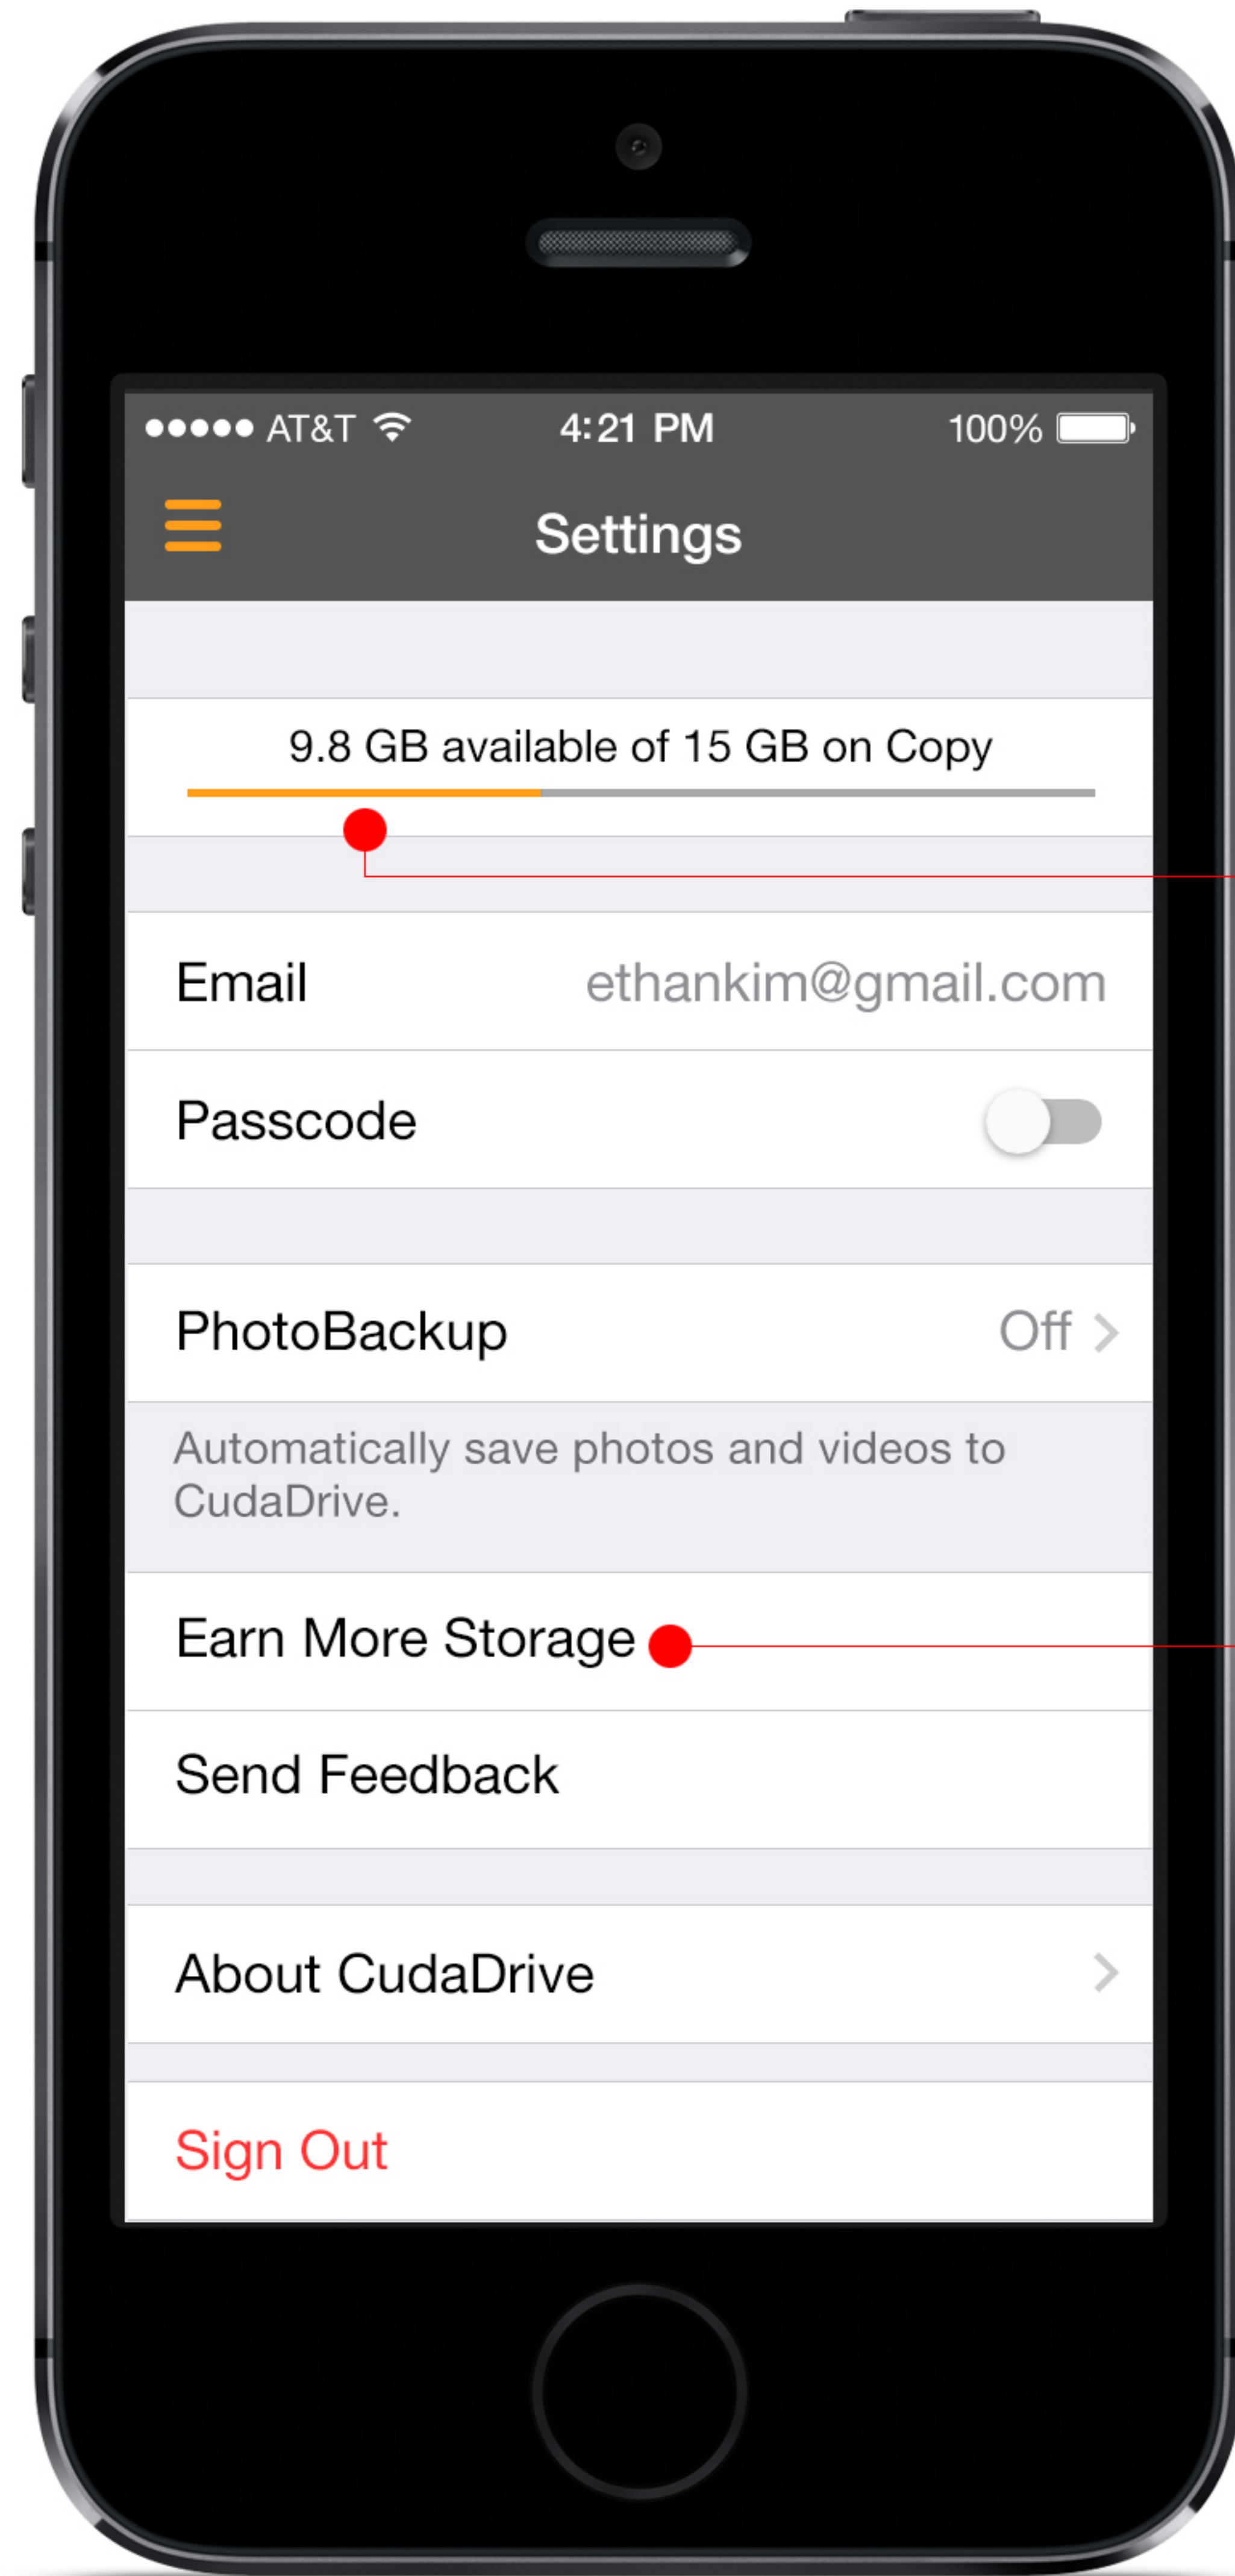 AT&T 4:21 PM 100%
Settings
9.8 GB available of 15 GB on Copy
Email ethankim@gmail.com
Passcode
PhotoBackup Off
Automatically save photos and videos to
CudaDrive.
Earn More Storage
Send Feedback
About CudaDrive
Sign Out